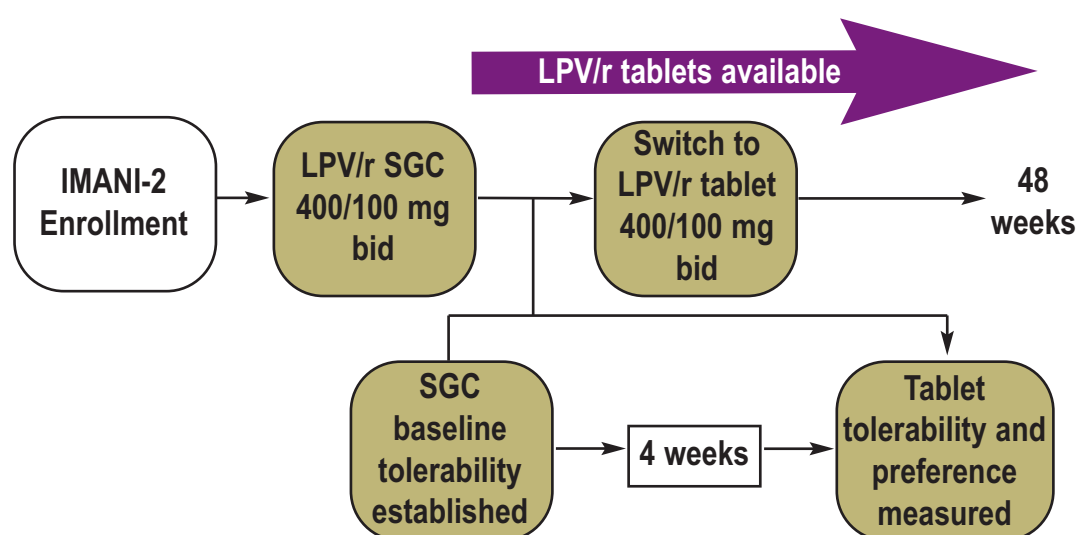 LPV/r tablets available
IMANI-2
Enrollment
LPV/r SGC
400/100 mg
bid
Switch to
LPV/r tablet
400/100 mg
bid
48
weeks
SGC
baseline
tolerability
established
4 weeks
Tablet
tolerability and
preference
measured